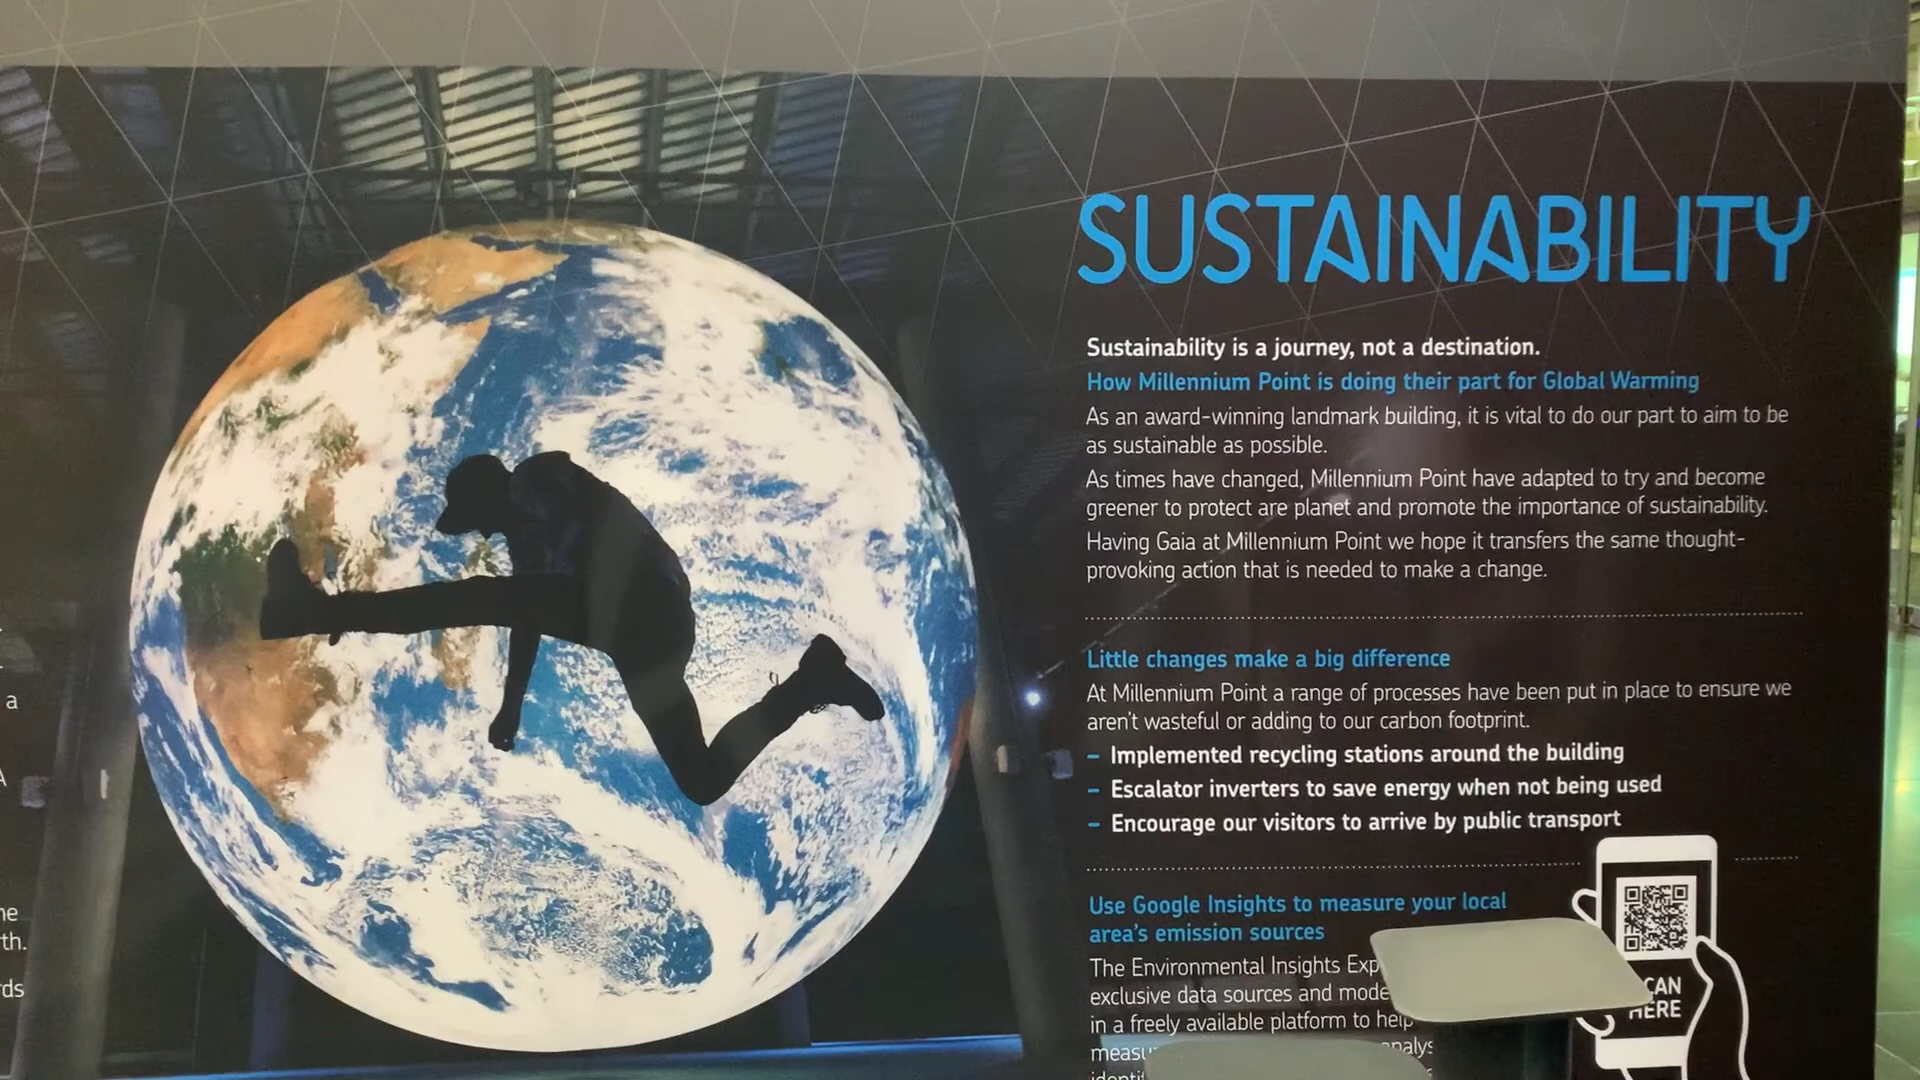 a
A
th.
SUSTAINABILITY
Sustainability is a journey, not a destination.
How Millennium Point is doing their part for Global Warming
As an award-winning landmark building, it is vital to do our part to aim to be
as sustainable as possible.
As times have changed, Millennium Point have adapted to try and become
greener to protect are planet and promote the importance of sustainability.
Having Gaia at Millennium Point we hope it transfers the same thought-
provoking action that is needed to make a change.
Little changes make a big difference
At Millennium Point a range of processes have been put in place to ensure we
aren't wasteful or adding to our carbon footprint.
– Implemented recycling stations around the building
– Escalator inverters to save energy when not being used
– Encourage our visitors to arrive by public transport
Use Google Insights to measure your local
area's emission sources
The Environmental Insights Exp
exclusive data sources and mode
in a freely available platform to help
measu
analys
identi
CAN
HERE